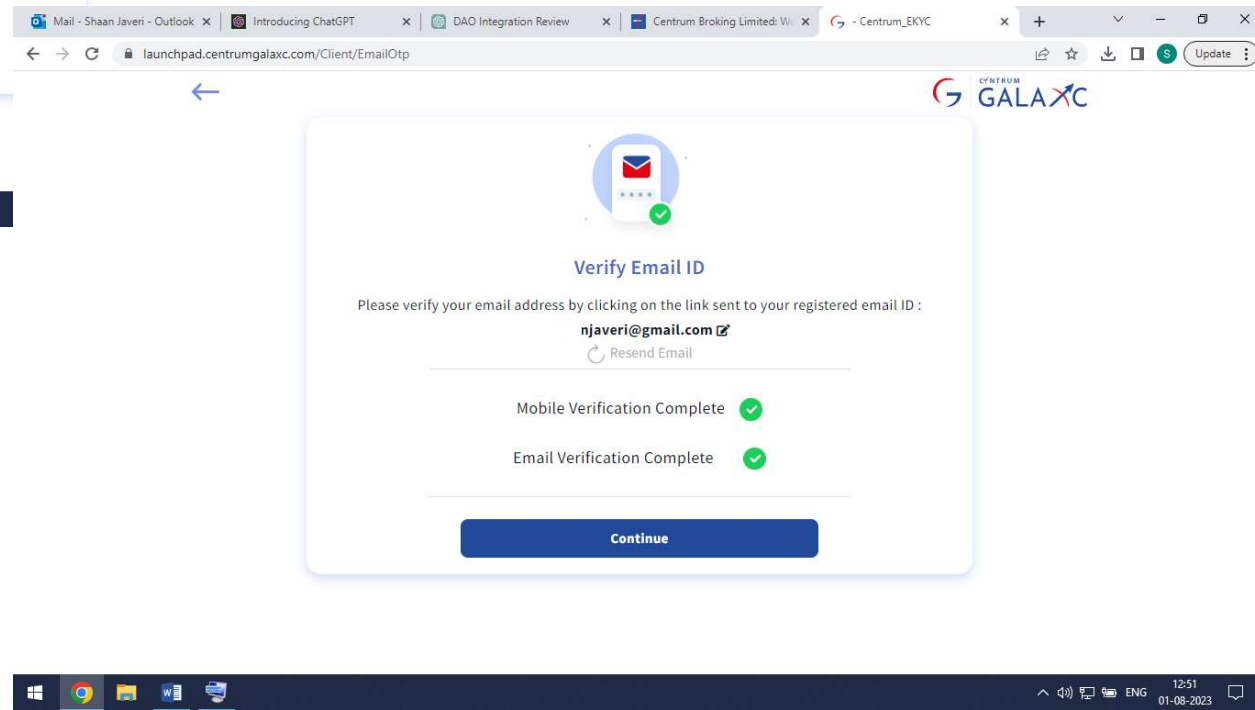 Mail - Shaan Javeri - Outlook
Introducing ChatGPT
DAO Integration Review
Centrum Broking Limited: W
G - Centrum_EKYC
launchpad.centrumgalaxc.com/Client/EmailOtp
S
Update
CENTRUM
GALAXC
****
Verify Email ID
Please verify your email address by clicking on the link sent to your registered email ID :
njaveri@gmail.com
Resend Email
Mobile Verification Complete
Email Verification Complete
Continue
ENG
12:51
01-08-2023